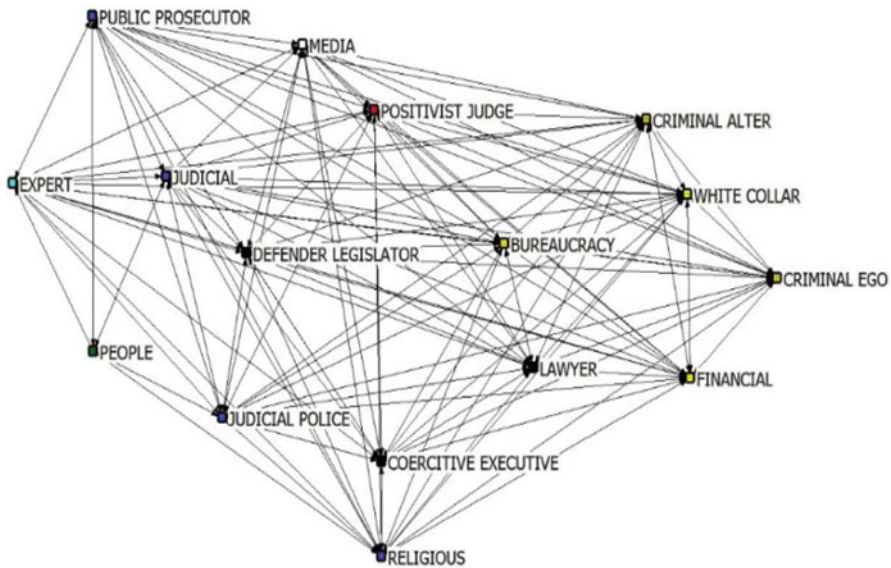 PUBLIC PROSECUTOR
MEDIA
POSITIVIST JUDGE
CRIMINAL ALTER
EXPERT
JUDICIAL
WHITE COLLAR
DEFENDER LEGISLATOR
BUREAUCRACY
CRIMINAL EGO
PEOPLE
LAWYER
FINANCIAL
JUDICIAL POLICE
COERCITIVE EXECUTIVE
RELIGIOUS